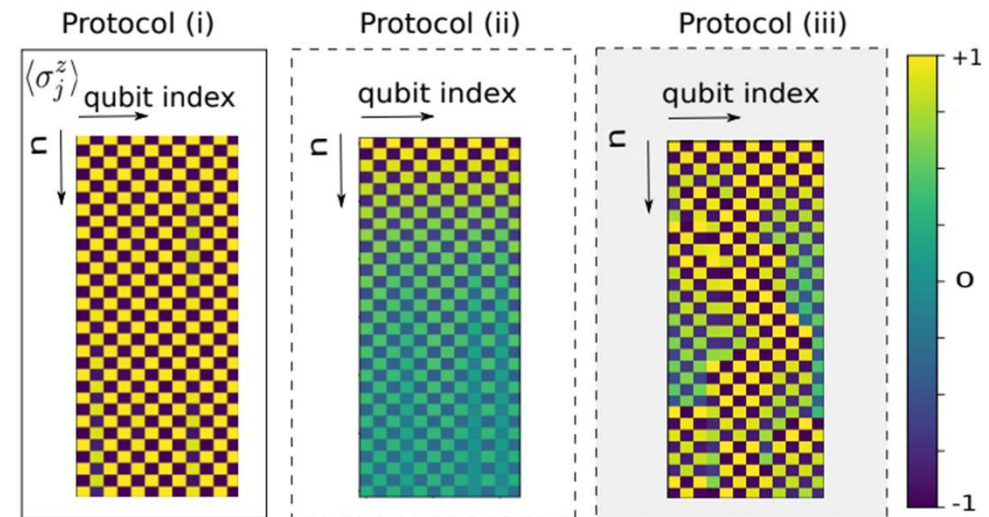 Protocol (i)
Protocol (ii)
Protocol (iii)
⟨σ_j^z⟩
qubit index
n
qubit index
n
qubit index
n
+1
0
-1